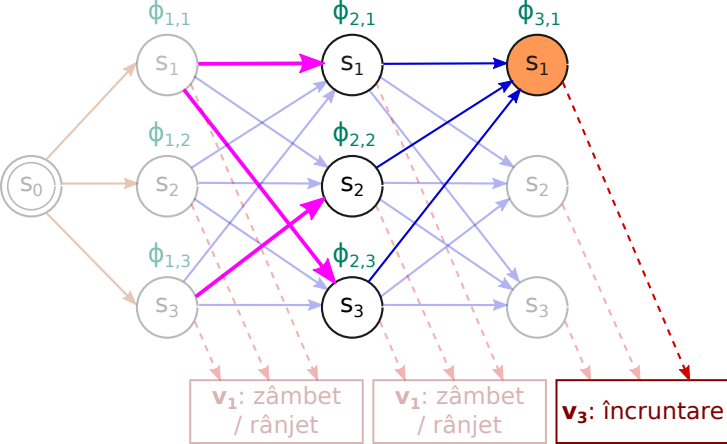 ϕ1,1 ϕ2,1 ϕ3,1
s1 s1 s1
ϕ1,2 ϕ2,2
s0 s2 s2 s2
ϕ1,3 ϕ2,3
s3 s3 s3
v1: zâmbet
/ rânjet
v1: zâmbet
/ rânjet
v3: încruntare